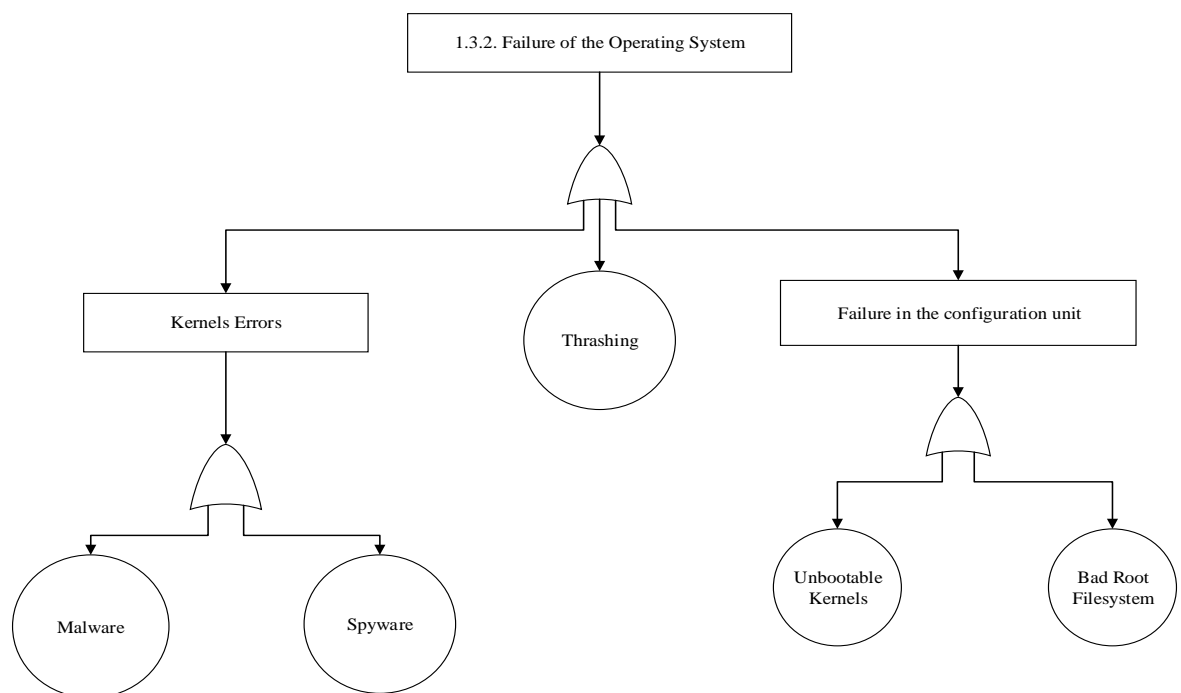 1.3.2. Failure of the Operating System
Kernels Errors
Thrashing
Failure in the configuration unit
Malware
Spyware
Unbootable
Kernels
Bad Root
Filesystem